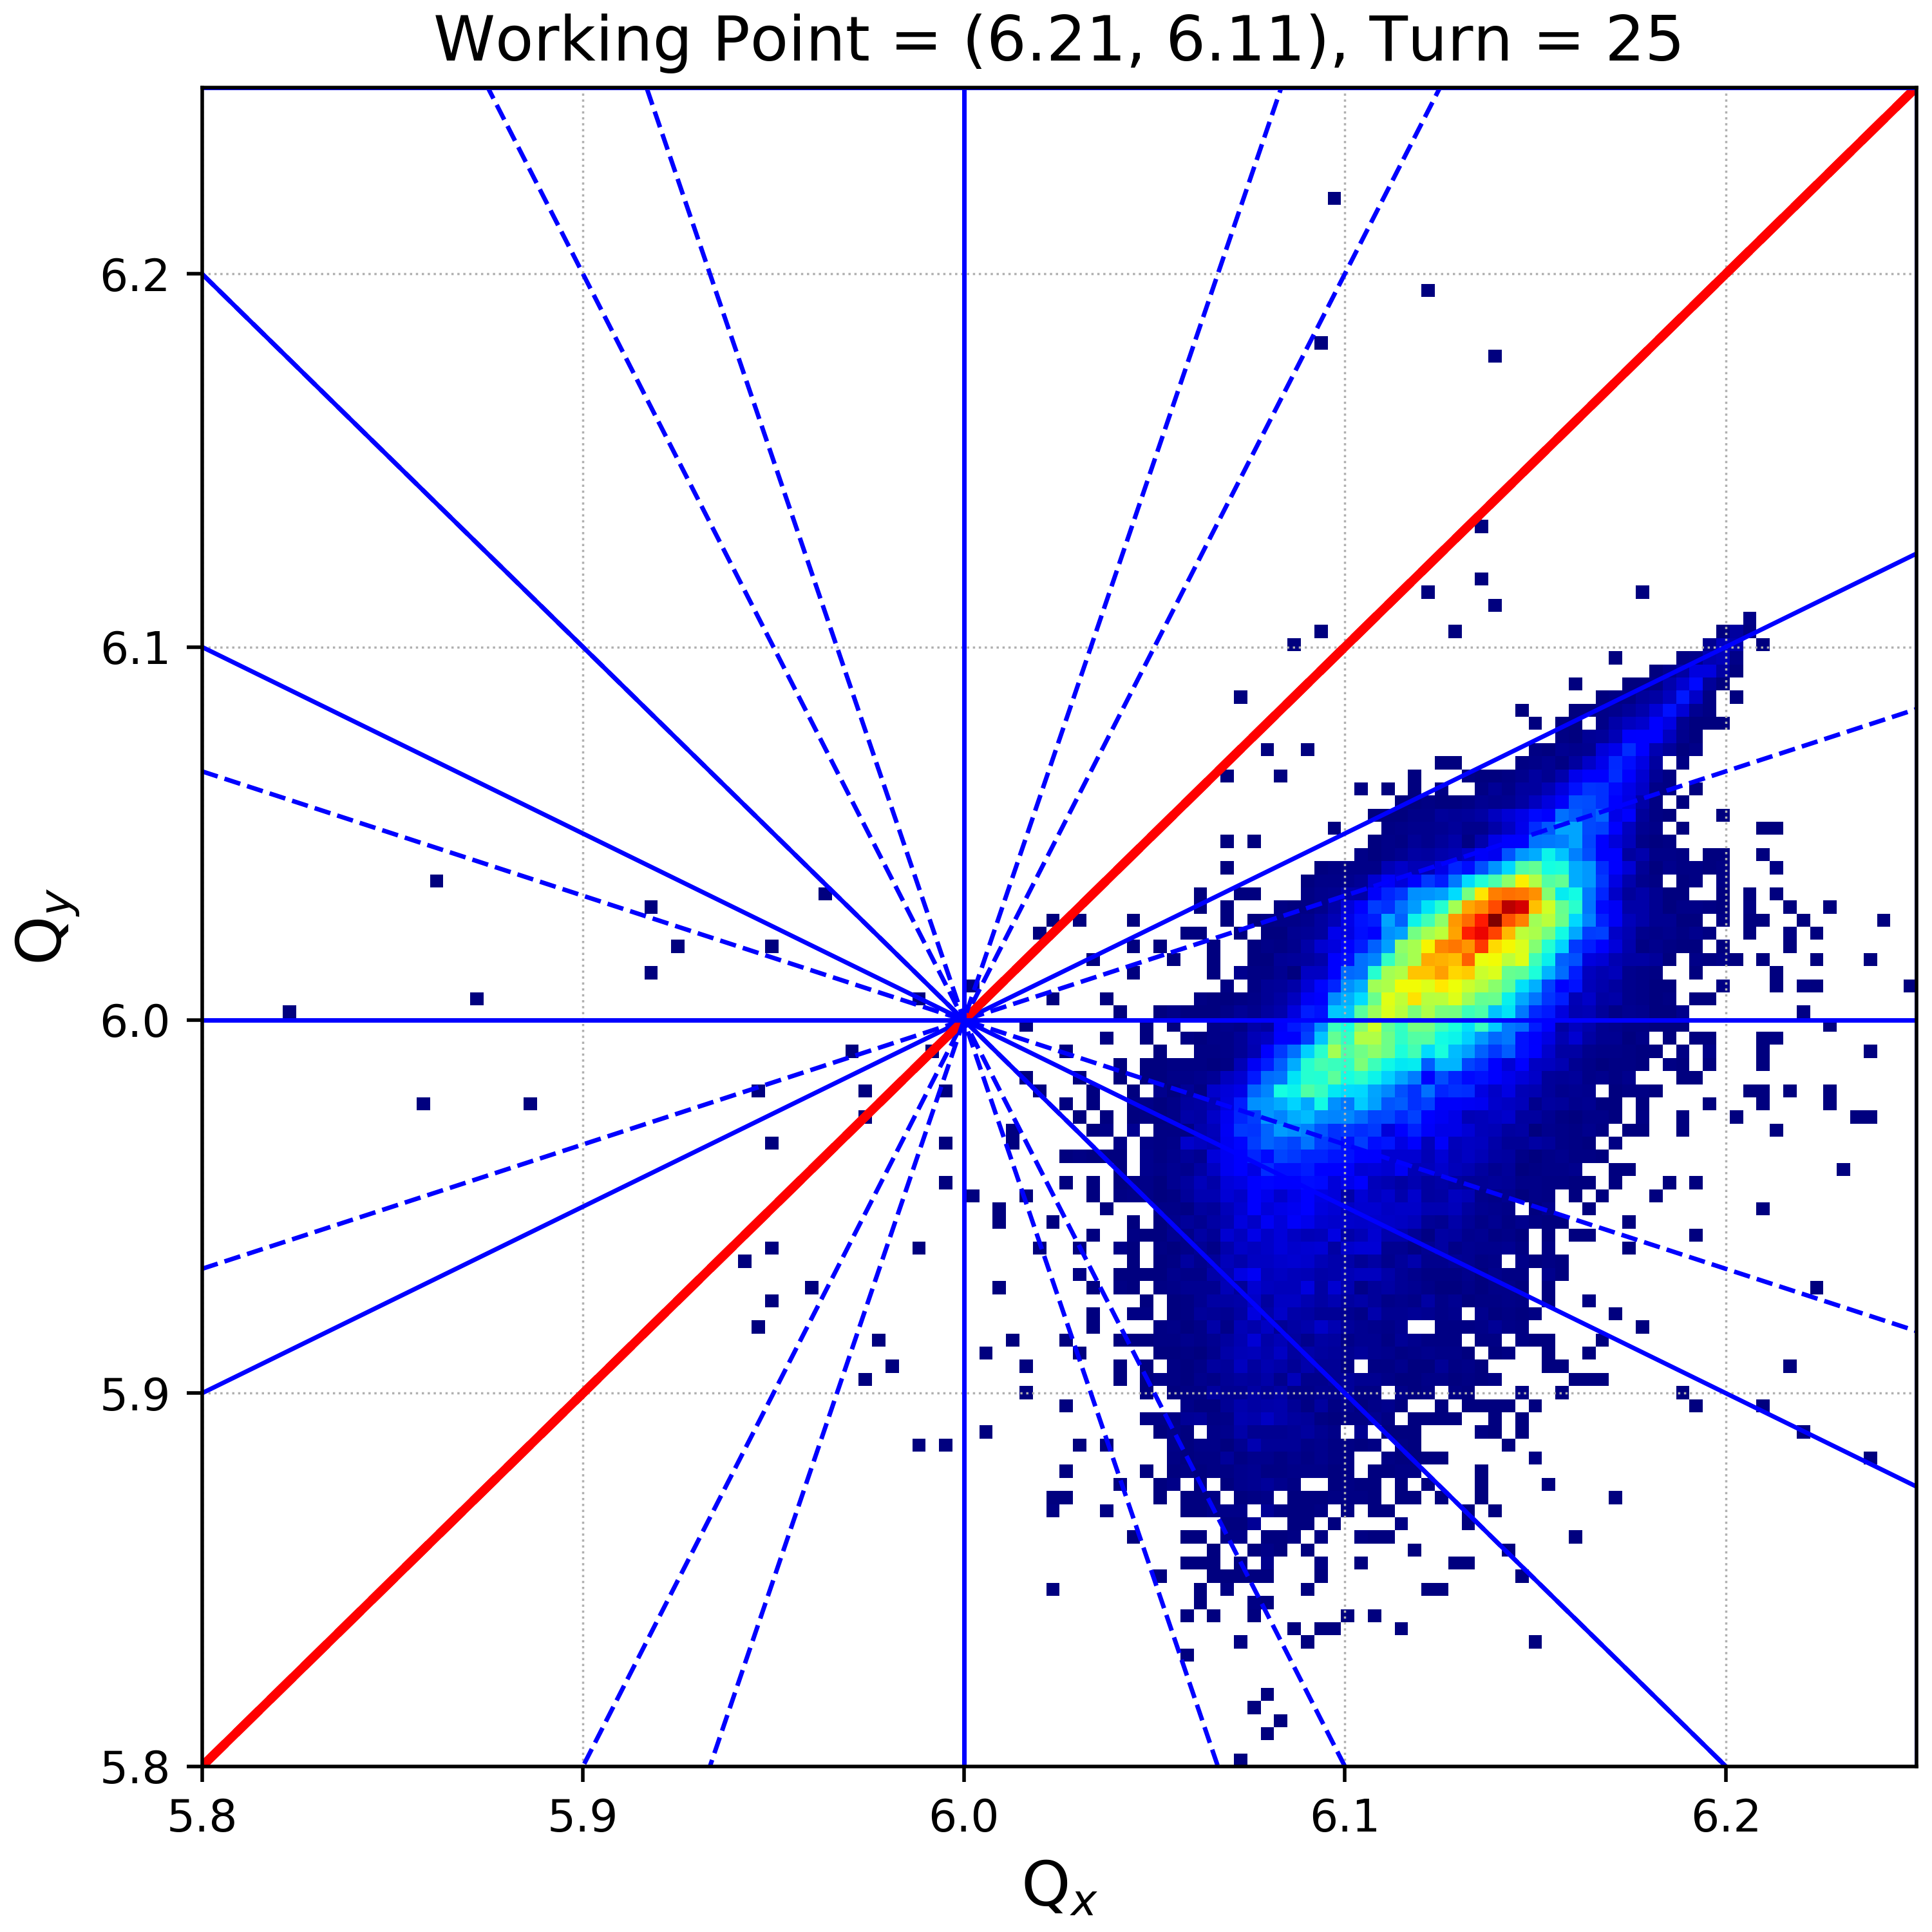 Working Point = (6.21, 6.11), Turn = 25
6.2
6.1
6.0
5.9
5.8
Qy
5.8 5.9 6.0 6.1 6.2
Qx